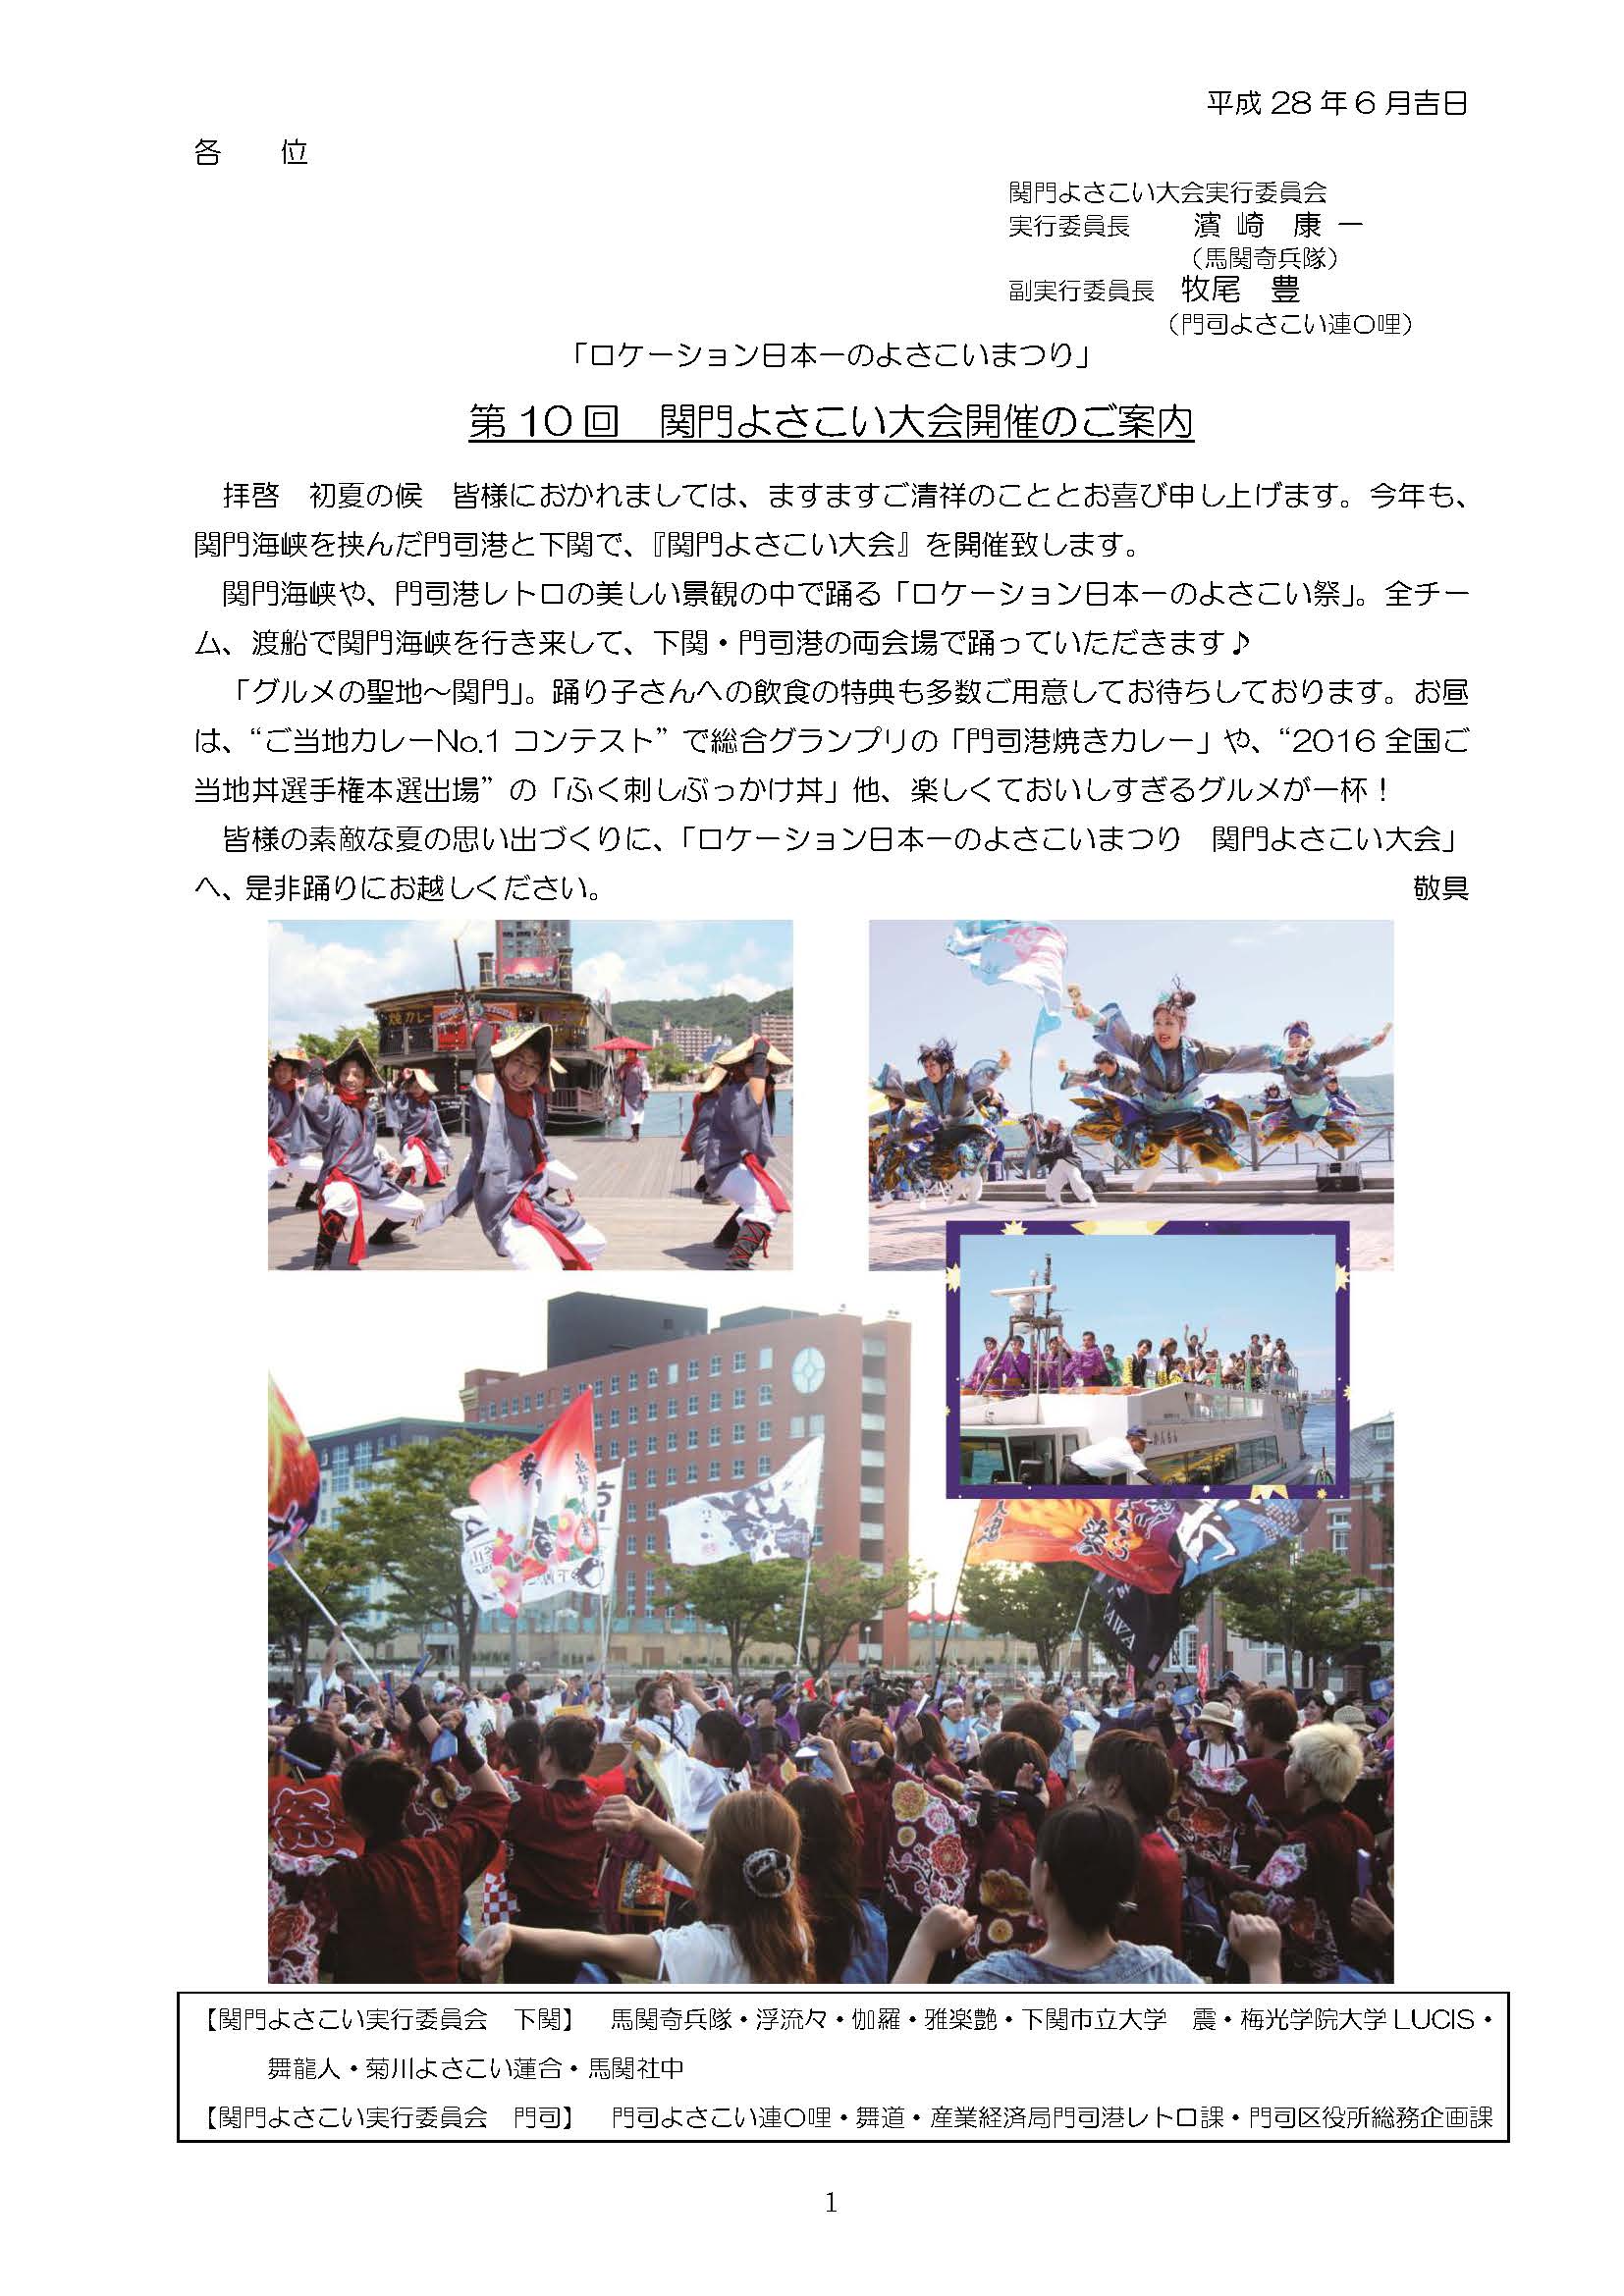 平成 28 年 6 月吉日
各　　位
関門よさこい大会実行委員会
実行委員長　　濱 崎　康 一
（馬関奇兵隊）
副実行委員長　牧尾　豊
（門司よさこい連〇哩）
「ロケーション日本一のよさこいまつり」
第 10 回　関門よさこい大会開催のご案内
拝啓　初夏の候　皆様におかれましては、ますますご清祥のこととお喜び申し上げます。今年も、
関門海峡を挟んだ門司港と下関で、『関門よさこい大会』を開催致します。
関門海峡や、門司港レトロの美しい景観の中で踊る「ロケーション日本一のよさこい祭」。全チー
ム、渡船で関門海峡を行き来して、下関・門司港の両会場で踊っていただきます♪
「グルメの聖地～関門」。踊り子さんへの飲食の特典も多数ご用意してお待ちしております。お昼
は、“ご当地カレーNo.1 コンテスト”で総合グランプリの「門司港焼きカレー」や、“2016 全国ご
当地丼選手権本選出場”の「ふく刺しぶっかけ丼」他、楽しくておいしすぎるグルメが一杯！
皆様の素敵な夏の思い出づくりに、「ロケーション日本一のよさこいまつり　関門よさこい大会」
へ、是非踊りにお越しください。　敬具
焼カレー
【関門よさこい実行委員会　下関】　馬関奇兵隊・浮流々・伽羅・雅楽艶・下関市立大学　震・梅光学院大学 LUCIS・
舞龍人・菊川よさこい蓮合・馬関社中
【関門よさこい実行委員会　門司】　門司よさこい連〇哩・舞道・産業経済局門司港レトロ課・門司区役所総務企画課
1